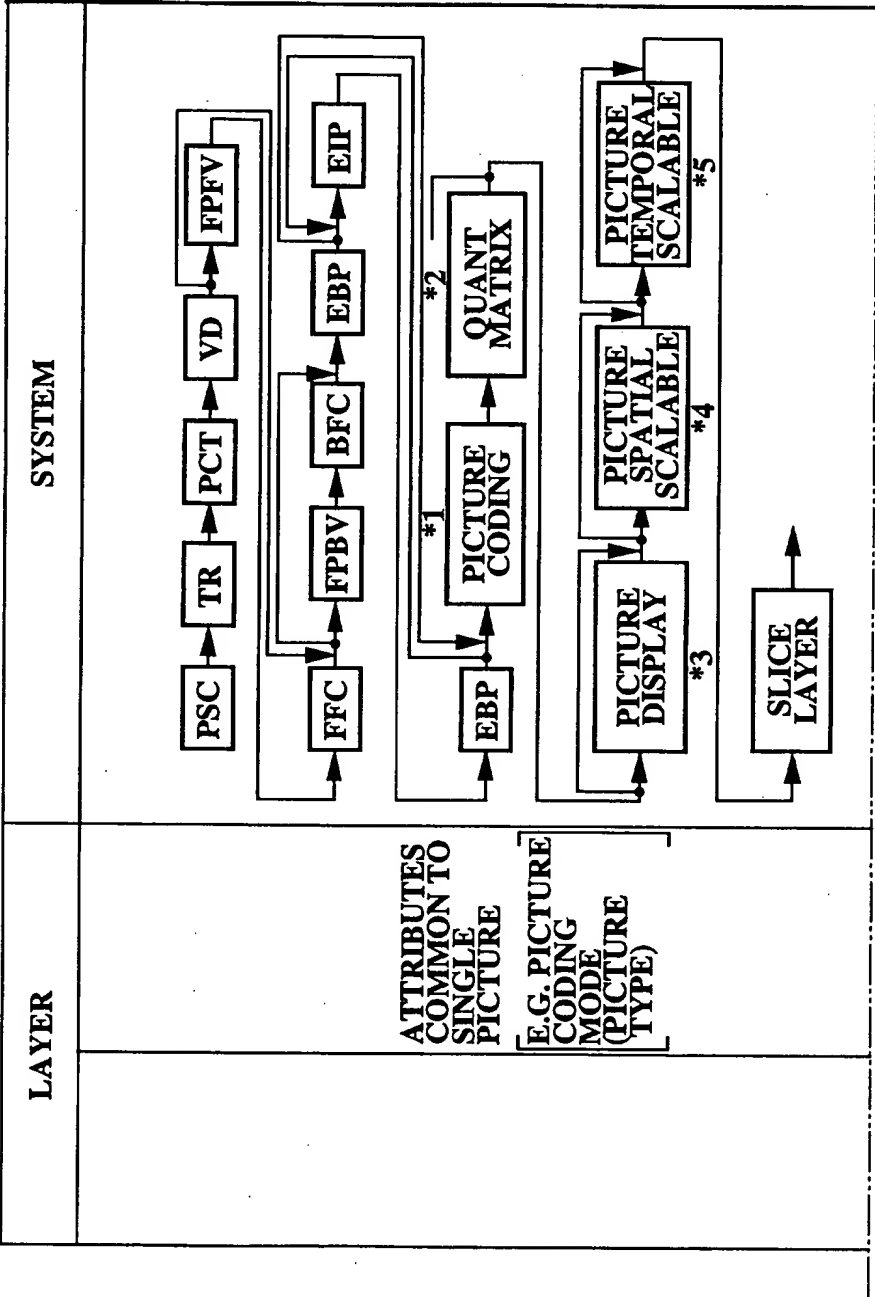 LAYER
SYSTEM
ATTRIBUTES
COMMON TO
SINGLE
PICTURE
E.G. PICTURE
CODING
MODE
(PICTURE
TYPE)
PSC
TR
PCT
VD
FPFV
FFC
FPBV
BFC
EBP
EIP
EBP
PICTURE
CODING
*1
QUANT
MATRIX
*2
PICTURE
DISPLAY
*3
PICTURE
SPATIAL
SCALABLE
*4
PICTURE
TEMPORAL
SCALABLE
*5
SLICE
LAYER